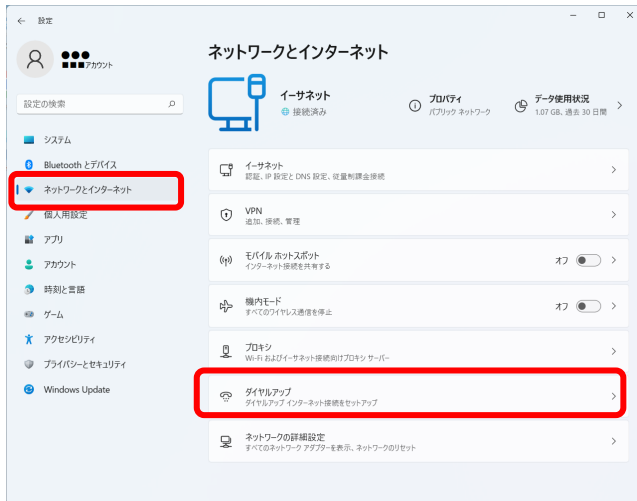 ← 設定
●●●
■■■アカウント
設定の検索
システム
Bluetooth とデバイス
ネットワークとインターネット
個人用設定
アプリ
アカウント
時刻と言語
ゲーム
アクセシビリティ
プライバシーとセキュリティ
Windows Update
ネットワークとインターネット
イーサネット
接続済み
プロパティ
パブリック ネットワーク
データ使用状況
1.07 GB、過去 30 日間
イーサネット
認証、IP 設定と DNS 設定、従量制課金接続
VPN
追加、接続、管理
モバイル ホットスポット
インターネット接続を共有する
オフ
機内モード
すべてのワイヤレス通信を停止
オフ
プロキシ
Wi-Fi およびイーサネット接続向けプロキシ サーバー
ダイヤルアップ
ダイヤルアップ インターネット接続をセットアップ
ネットワークの詳細設定
すべてのネットワーク アダプターを表示、ネットワークのリセット